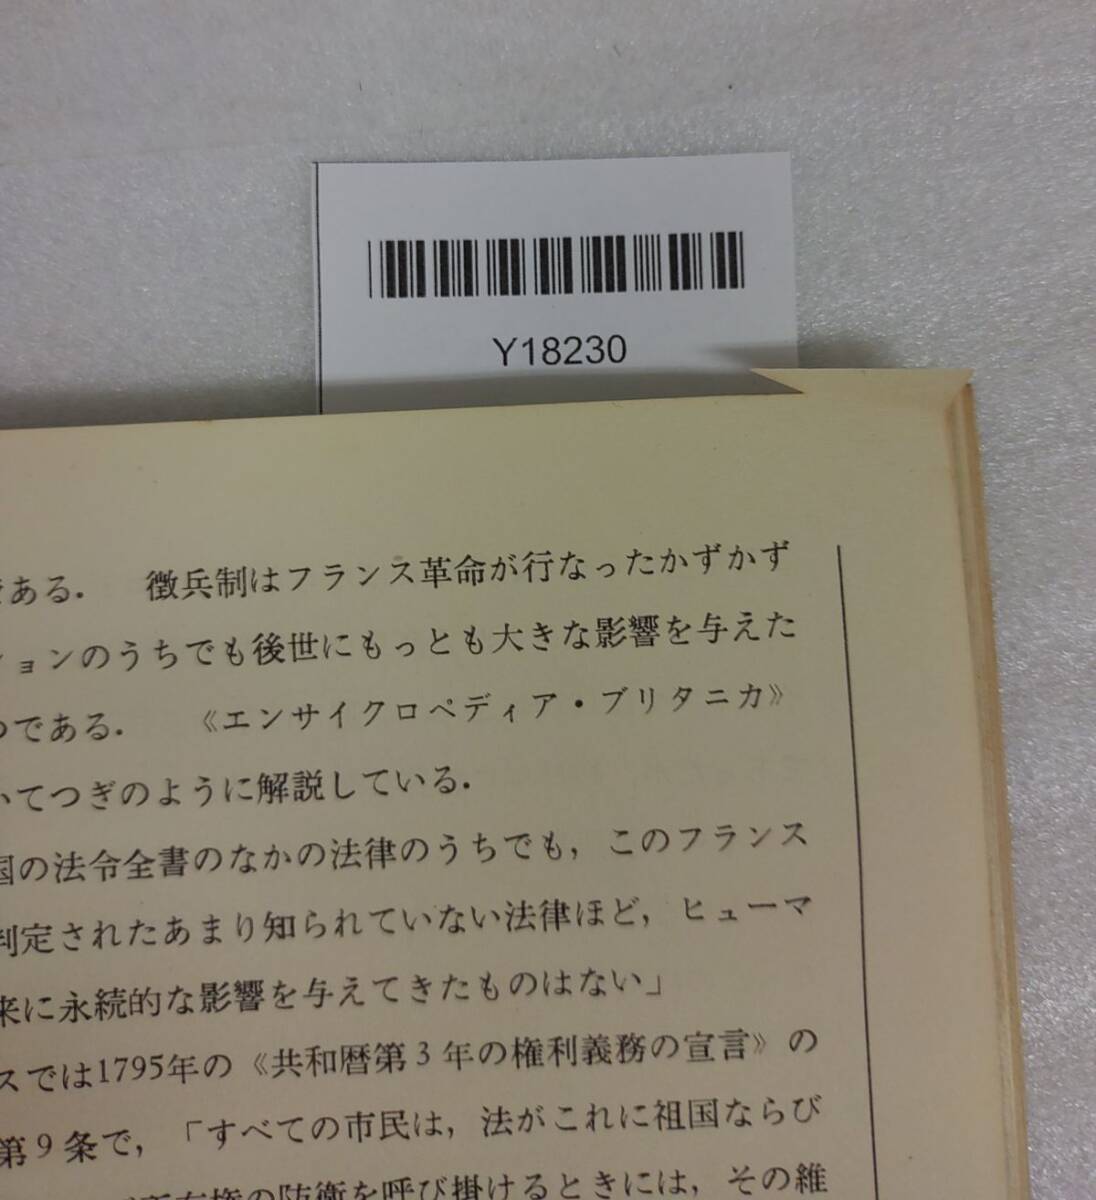 Y18230
である． 徴兵制はフランス革命が行なったかずかず
ションのうちでも後世にもっとも大きな影響を与えた
つである． 《エンサイクロペディア・ブリタニカ》
いてつぎのように解説している．
国の法令全書のなかの法律のうちでも，このフランス
判定されたあまり知られていない法律ほど，ヒューマ
来に永続的な影響を与えてきたものはない」
スでは1795年の《共和暦第3年の権利義務の宣言》の
第9条で，「すべての市民は，法がこれに祖国ならび
所有権の防衛を呼び掛けるときには，その維